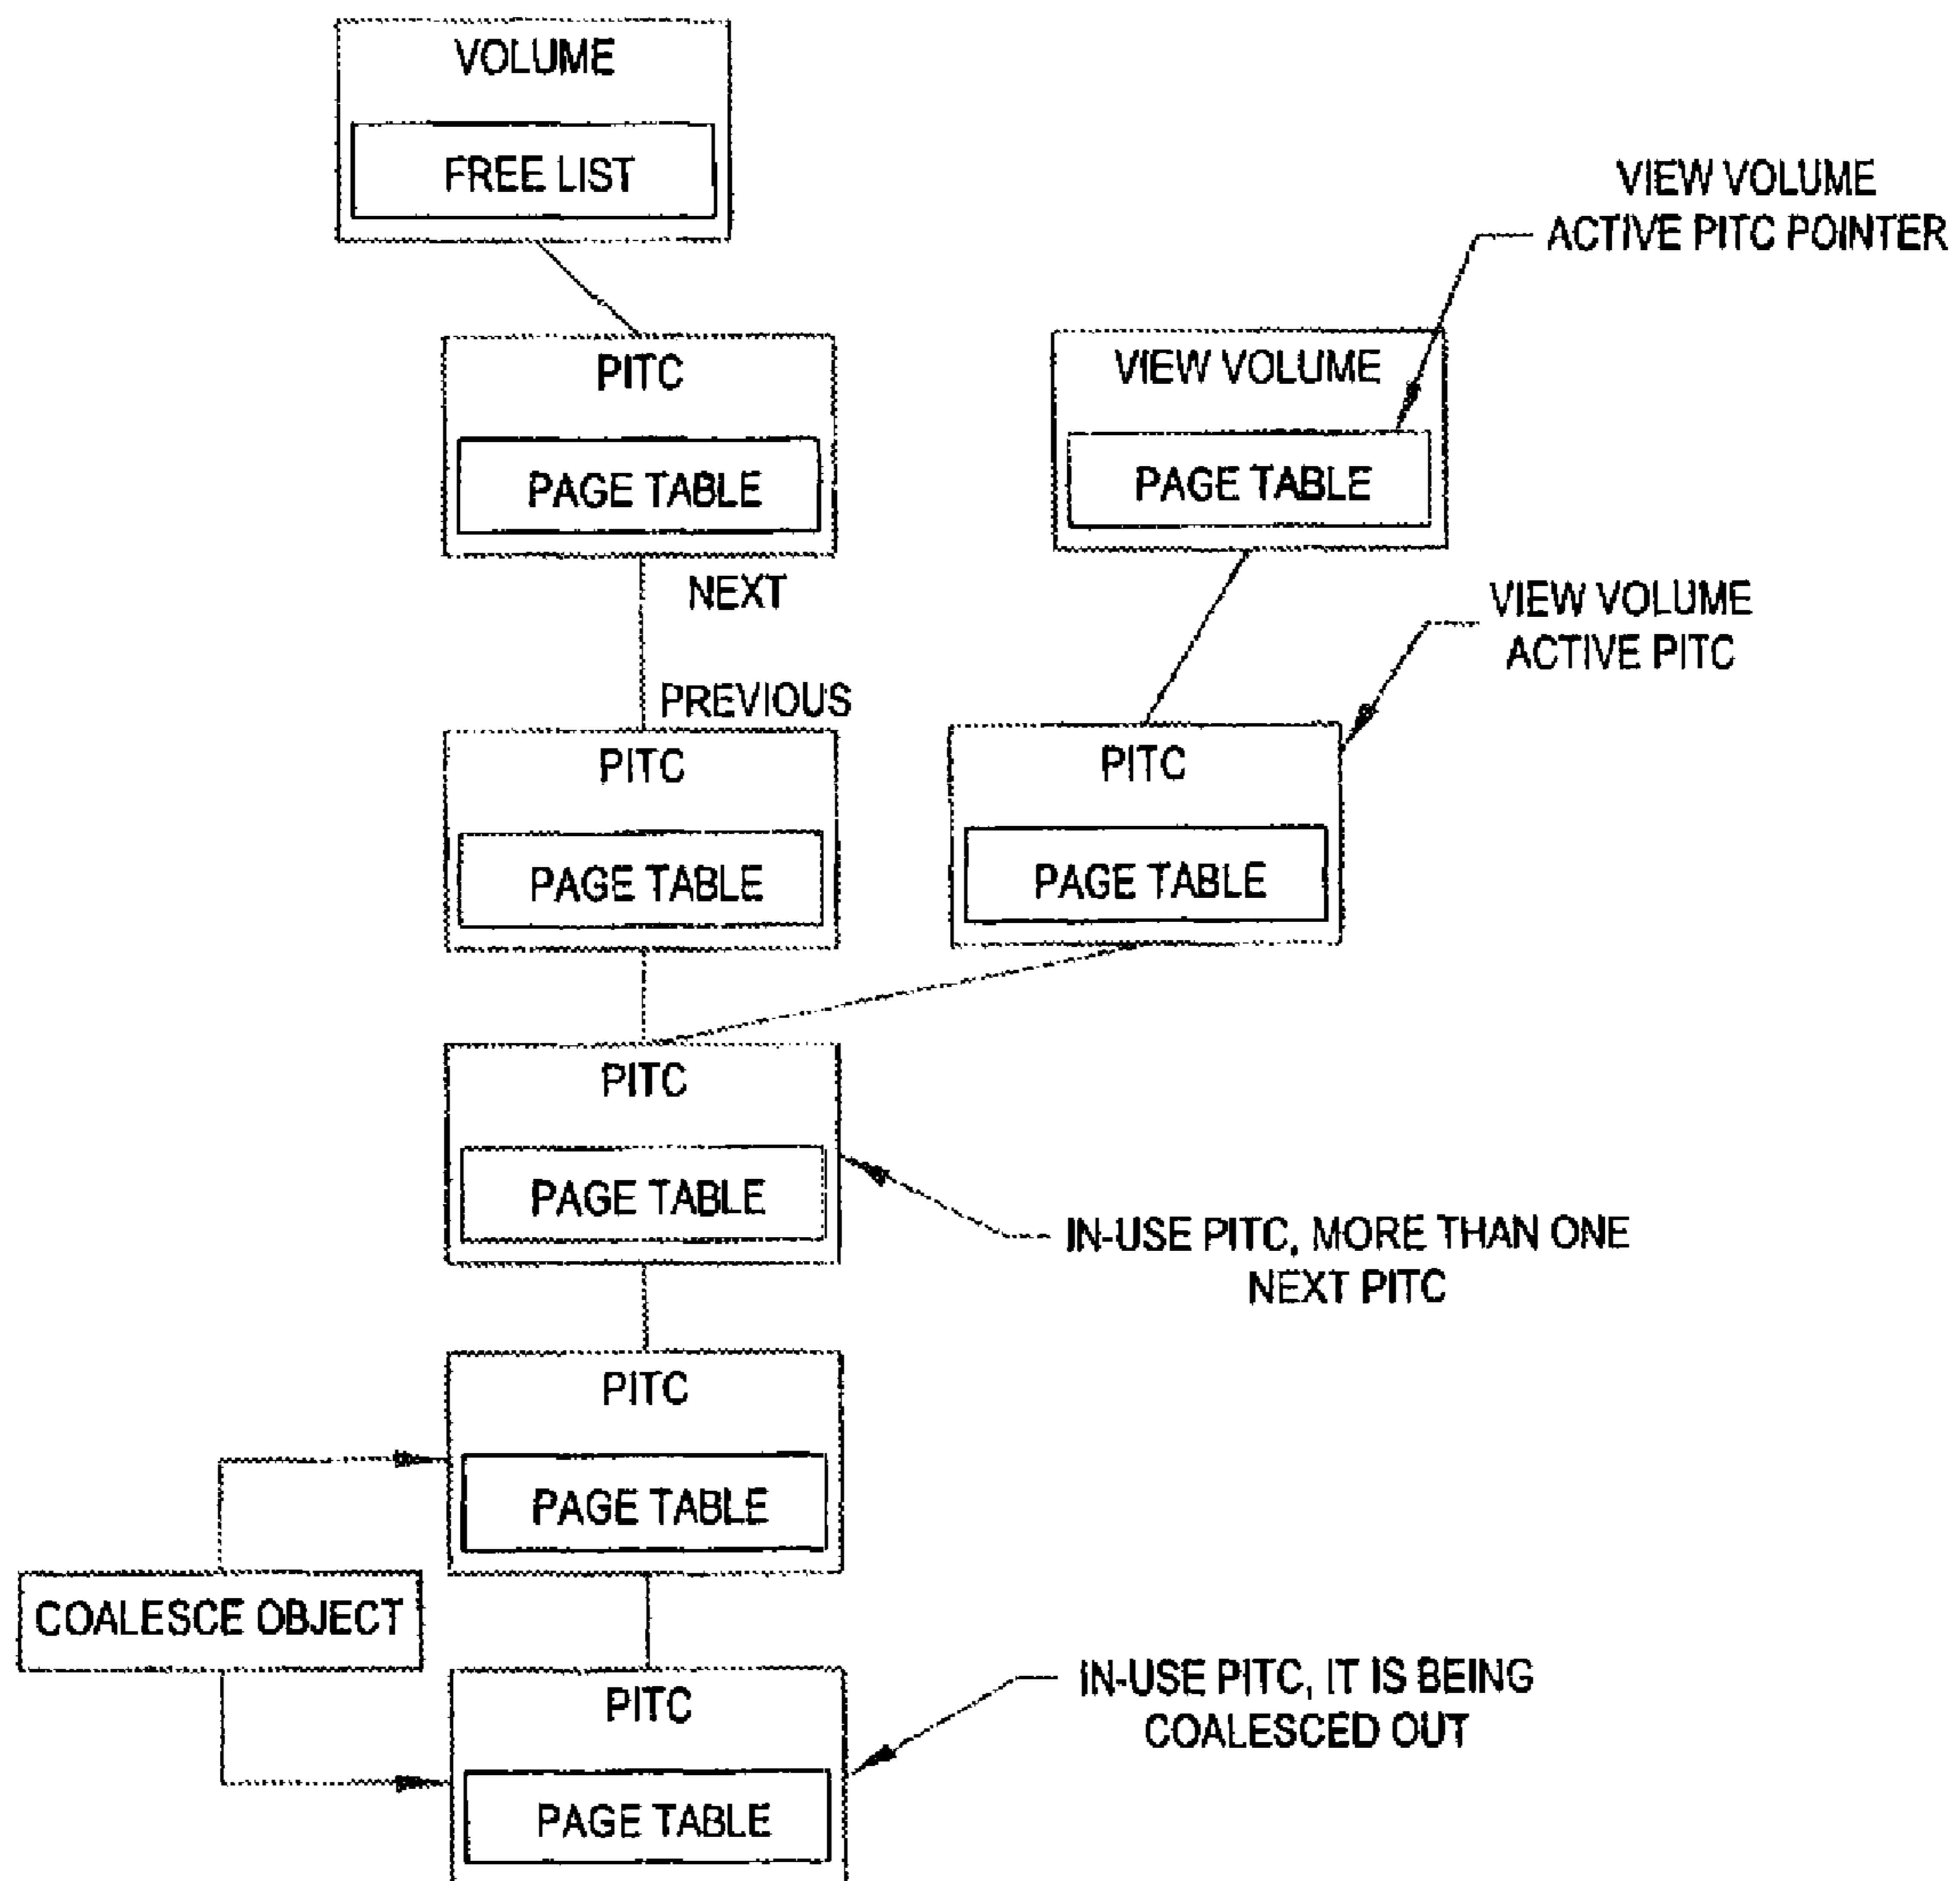 VOLUME
FREE LIST
VIEW VOLUME
ACTIVE PITC POINTER
PITC
PAGE TABLE
VIEW VOLUME
PAGE TABLE
NEXT
PREVIOUS
VIEW VOLUME
ACTIVE PITC
PITC
PAGE TABLE
PITC
PAGE TABLE
PITC
PAGE TABLE
IN-USE PITC, MORE THAN ONE
NEXT PITC
PITC
PAGE TABLE
COALESCE OBJECT
PITC
PAGE TABLE
IN-USE PITC, IT IS BEING
COALESCED OUT